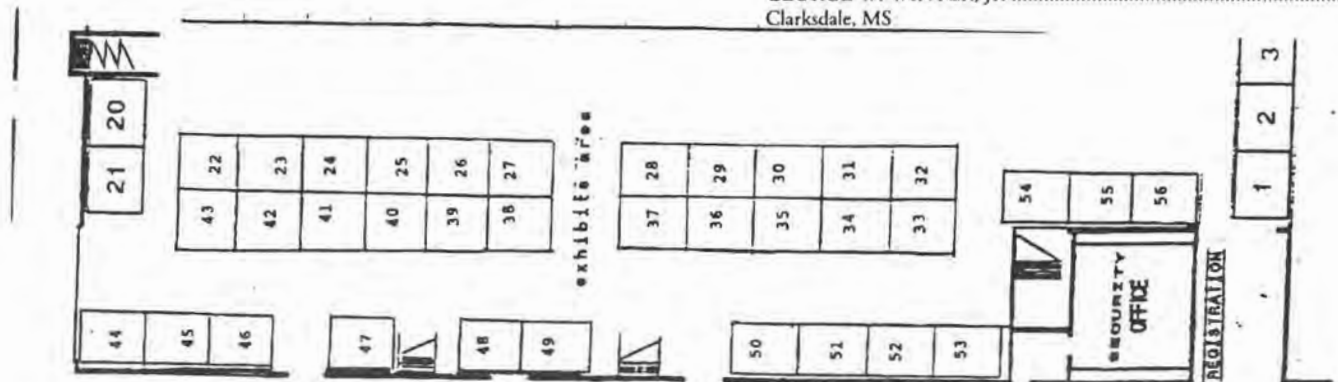 Clarksdale, MS
3
2
1
20
21
22 23 24 25 26 27
43 42 41 40 39 38
exhibits area
28 29 30 31 32
37 36 35 34 33
54 55 56
44 45 46
47
48 49
50 51 52 53
SECURITY
OFFICE
REGISTRATION